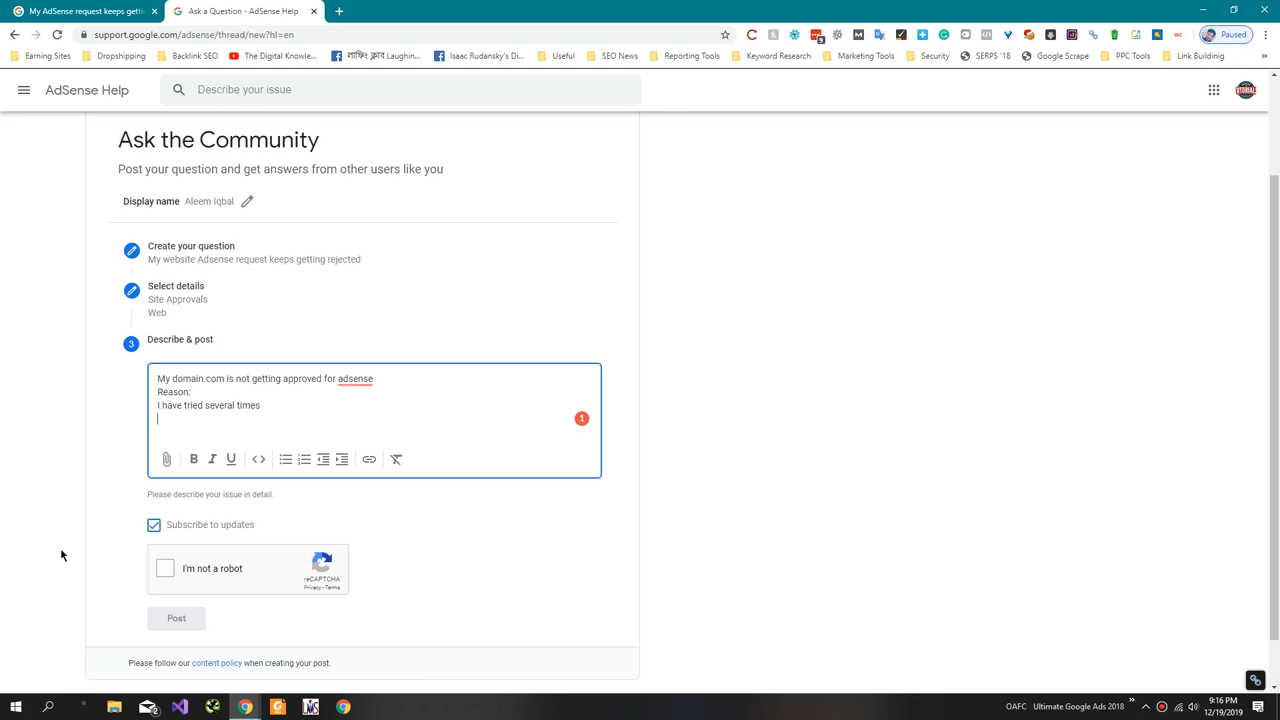 My AdSense request keeps getti
Ask a Question - AdSense Help
support.google.com/adsense/thread/new?hl=en
Paused
Earning Sites
Dropshipping
Backlink SEO
The Digital Knowle...
লাফিং ক্লাব Laughin...
Isaac Rudansky's Di...
Useful
SEO News
Reporting Tools
Keyword Research
Marketing Tools
Security
SERPS '18
Google Scrape
PPC Tools
Link Buildinig
AdSense Help
Describe your issue
Ask the Community
Post your question and get answers from other users like you
Display name Aleem Iqbal
Create your question
My website Adsense request keeps getting rejected
Select details
Site Approvals
Web
3 Describe & post
My domain.com is not getting approved for adsense
Reason:
I have tried several times
1
B I U
Please describe your issue in detail.
Subscribe to updates
I'm not a robot
reCAPTCHA
Privacy - Terms
Post
Please follow our content policy when creating your post.
OAFC Ultimate Google Ads 2018
9:16 PM
12/19/2019